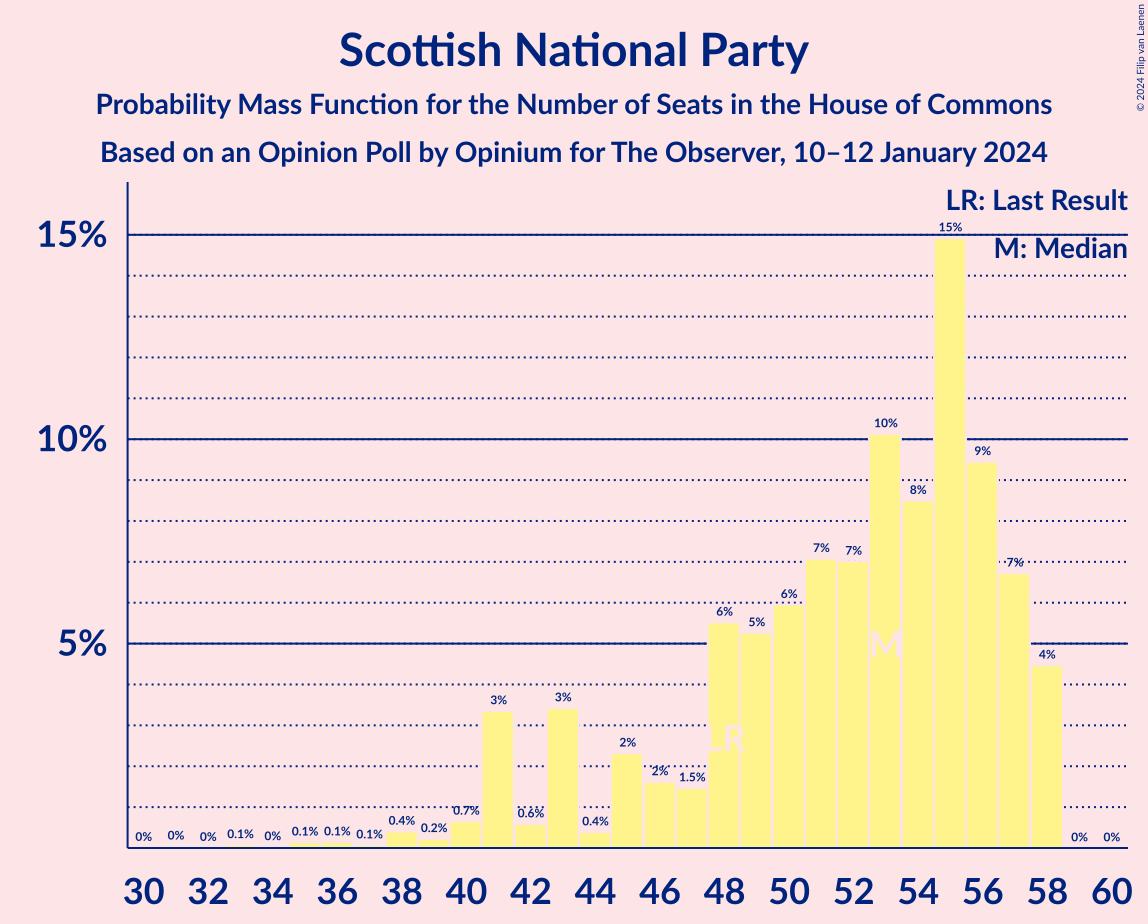 Scottish National Party
Probability Mass Function for the Number of Seats in the House of Commons
Based on an Opinion Poll by Opinium for The Observer, 10–12 January 2024
© 2024 Filip van Laenen
LR: Last Result
M: Median
15%
10%
5%
0% 0% 0% 0.1% 0% 0.1% 0.1% 0.1% 0.4% 0.2% 0.7% 3% 0.6% 3% 0.4% 2% 2% 1.5% 6% 5% 6% 7% 7% 10% 8% 15% 9% 7% 4% 0% 0%
LR
M
30 32 34 36 38 40 42 44 46 48 50 52 54 56 58 60